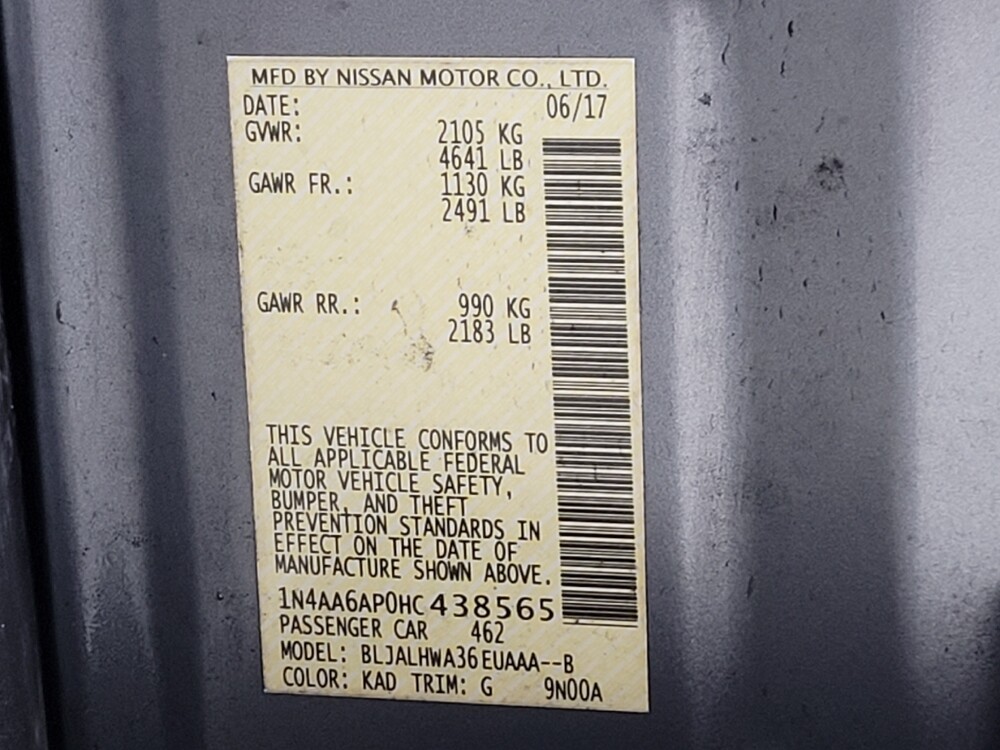 MFD BY NISSAN MOTOR CO., LTD.
DATE: 06/17
GVWR: 2105 KG
4641 LB
GAWR FR.: 1130 KG
2491 LB
GAWR RR.: 990 KG
2183 LB
THIS VEHICLE CONFORMS TO
ALL APPLICABLE FEDERAL
MOTOR VEHICLE SAFETY,
BUMPER, AND THEFT
PREVENTION STANDARDS IN
EFFECT ON THE DATE OF
MANUFACTURE SHOWN ABOVE.
1N4AA6AP0HC438565
PASSENGER CAR 462
MODEL: BLJALHWA36EUAAA--B
COLOR: KAD TRIM: G 9N00A